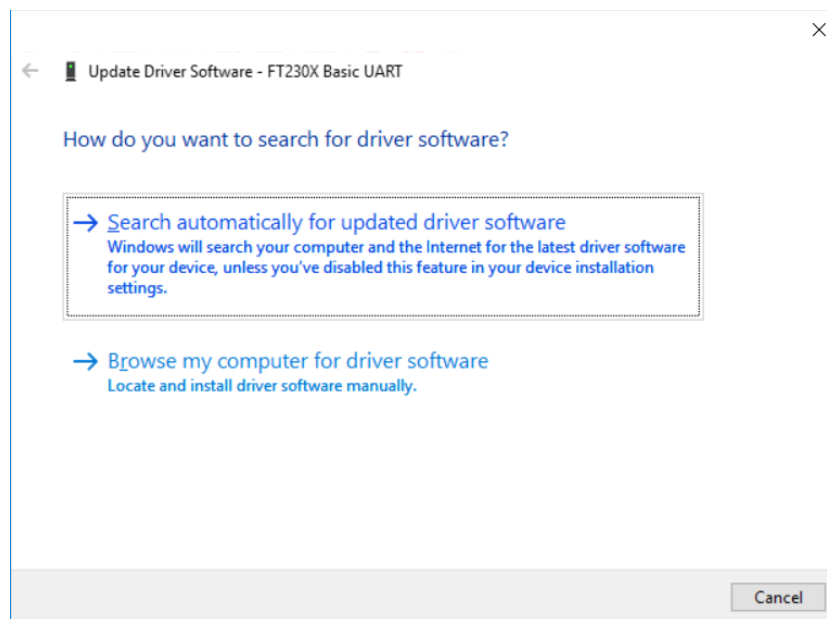 Update Driver Software - FT230X Basic UART
How do you want to search for driver software?
Search automatically for updated driver software
Windows will search your computer and the Internet for the latest driver software
for your device, unless you've disabled this feature in your device installation
settings.
Browse my computer for driver software
Locate and install driver software manually.
Cancel